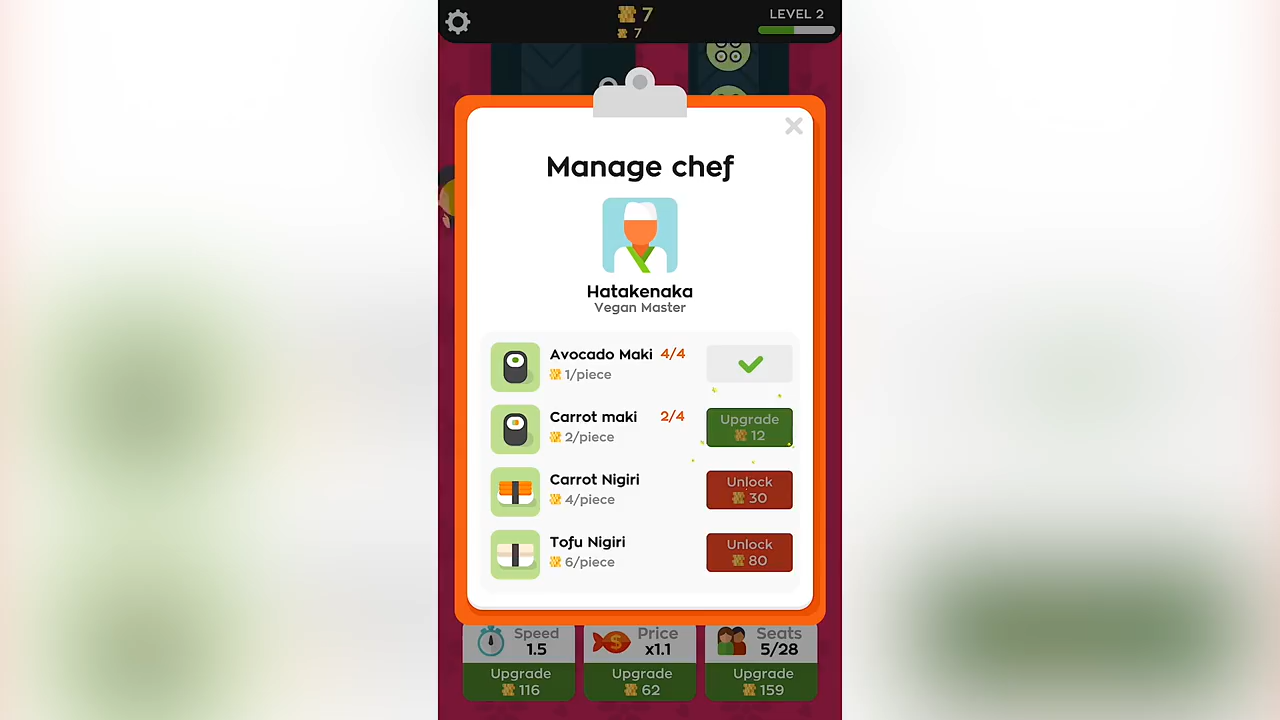 7
7
LEVEL 2
Manage chef
Hatakenaka
Vegan Master
Avocado Maki 4/4
1/piece
Carrot maki 2/4
2/piece
Upgrade
12
Carrot Nigiri
4/piece
Unlock
30
Tofu Nigiri
6/piece
Unlock
80
Speed
1.5
Upgrade
116
Price
x1.1
Upgrade
62
Seats
5/28
Upgrade
159